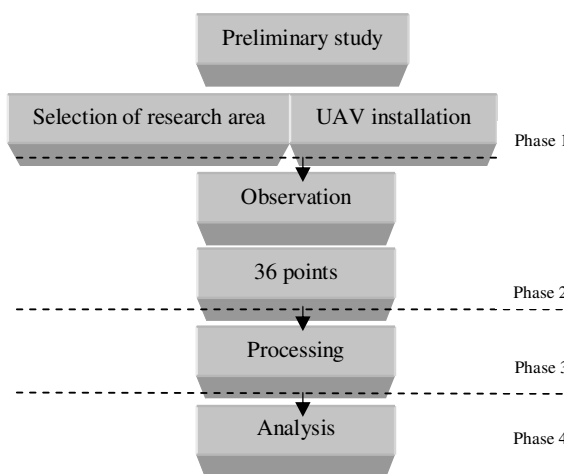 Preliminary study
Selection of research area
UAV installation
Phase 1
Observation
36 points
Phase 2
Processing
Phase 3
Analysis
Phase 4